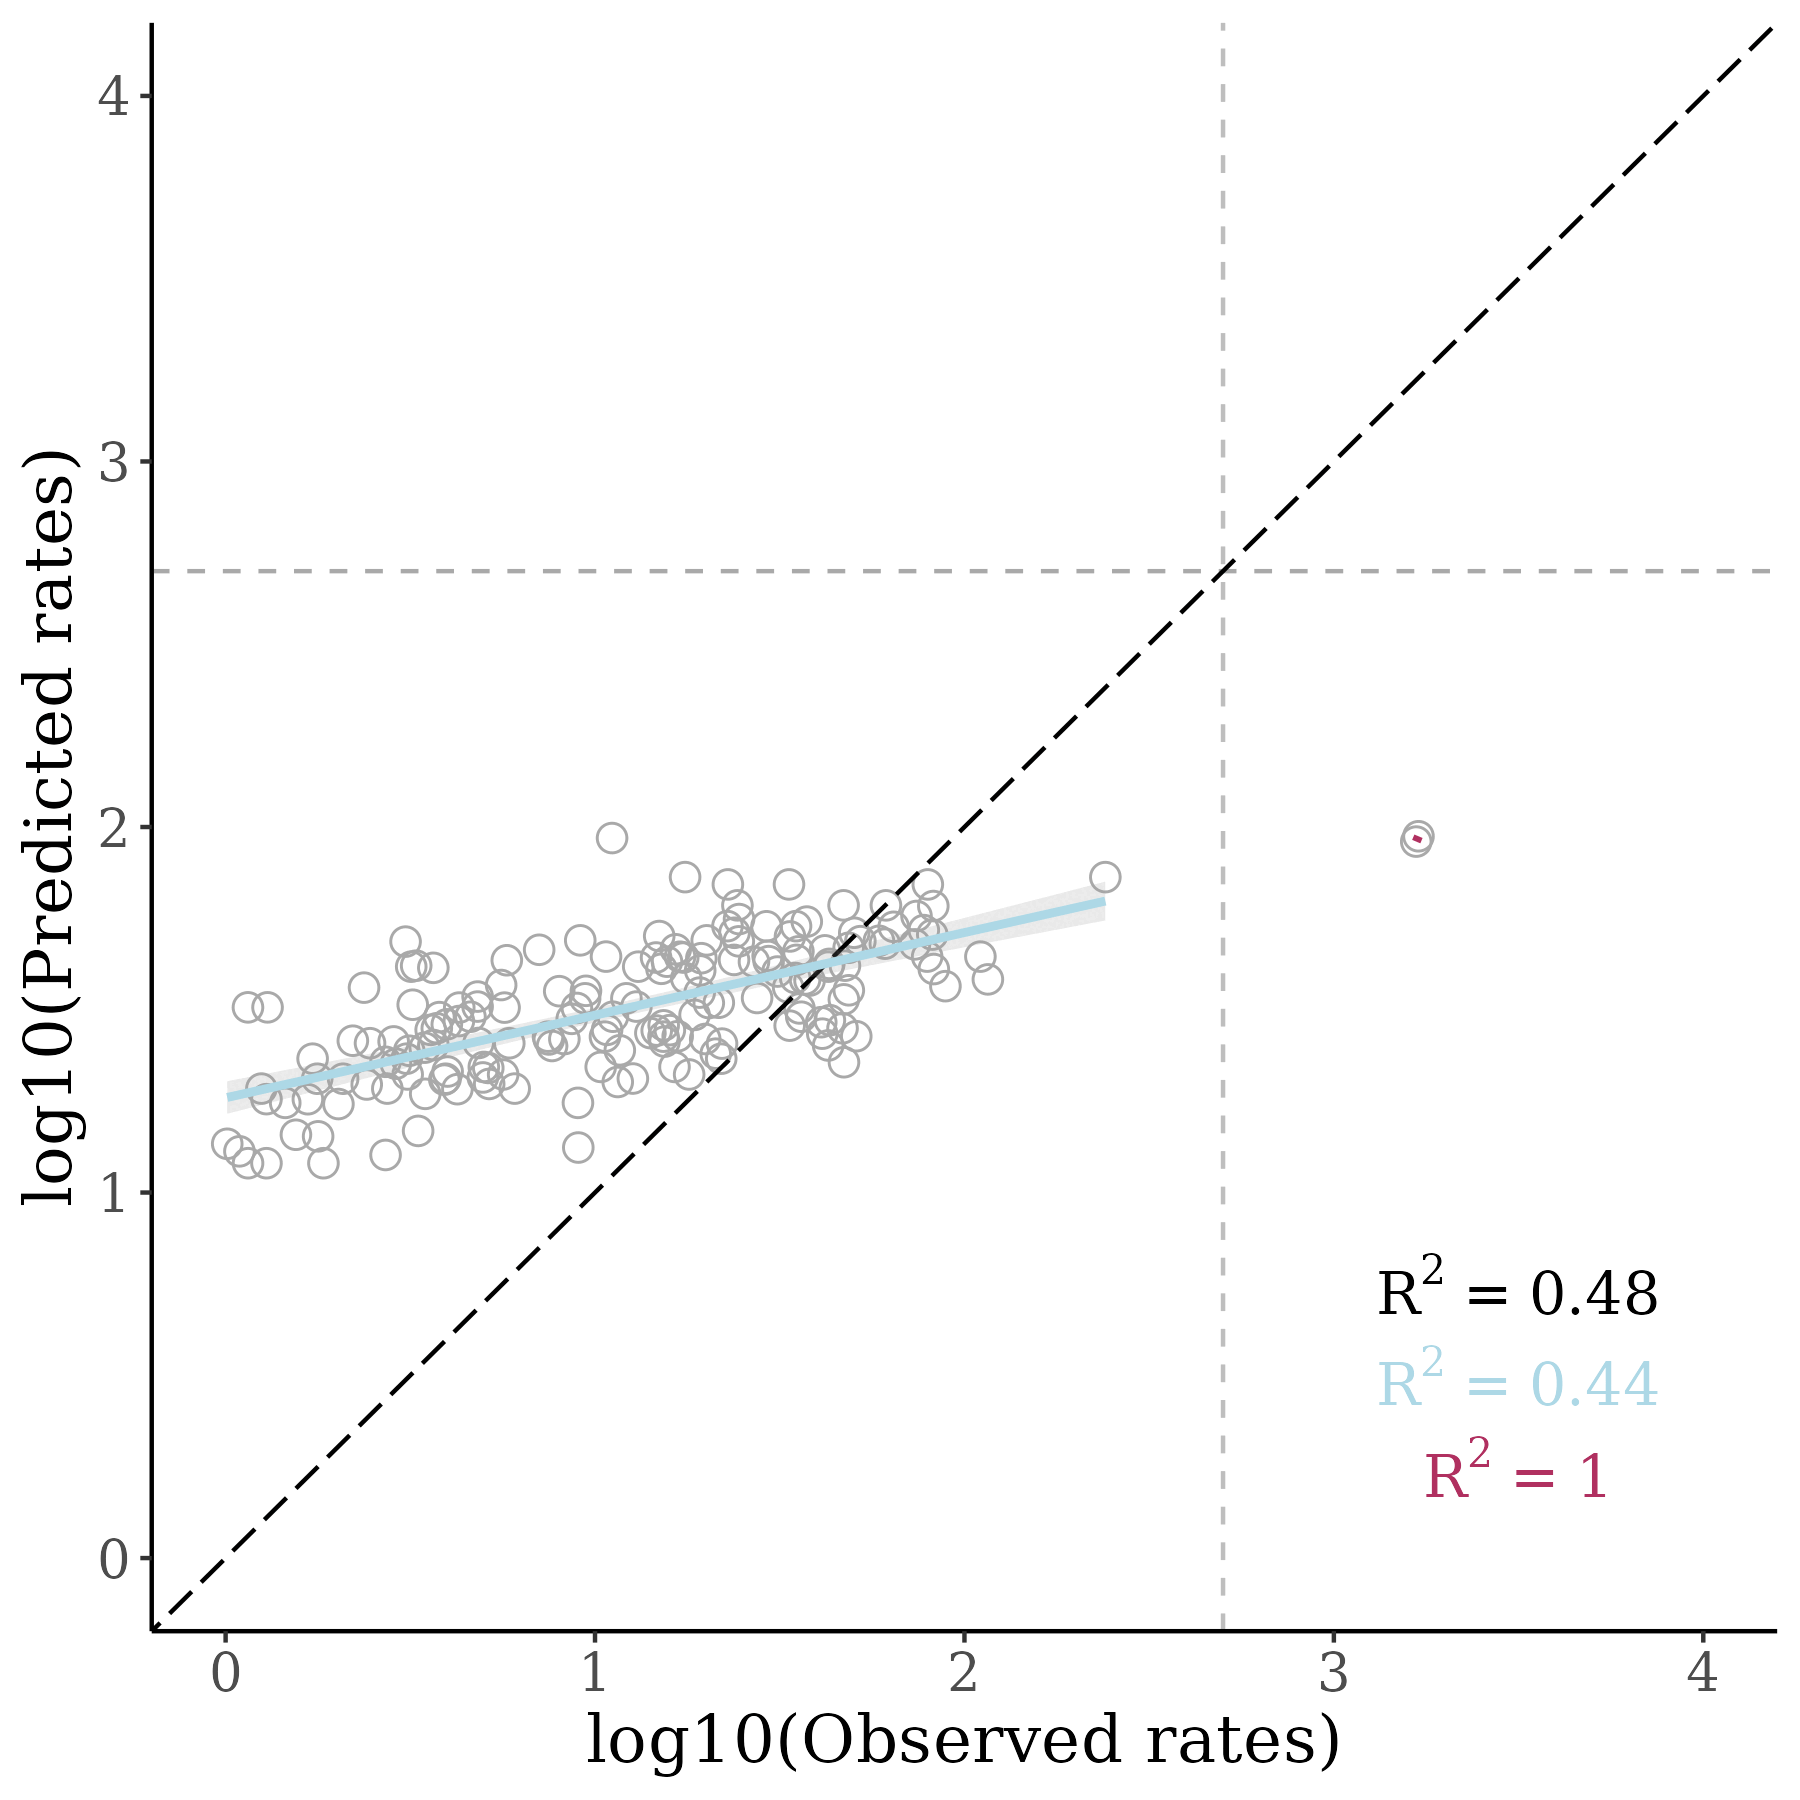 4
3
2
1
0
log10(Predicted rates)
R² = 0.48
R² = 0.44
R² = 1
0 1 2 3 4
log10(Observed rates)